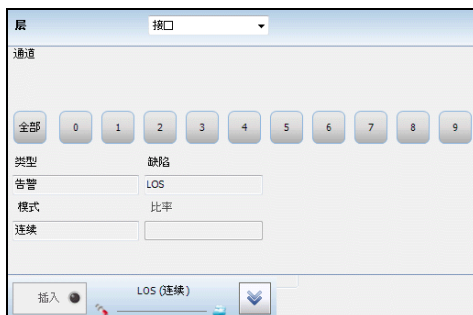 层 接口
通道
全部 0 1 2 3 4 5 6 7 8 9
类型 缺陷
告警 LOS
模式 比率
连续
插入 LOS (连续)